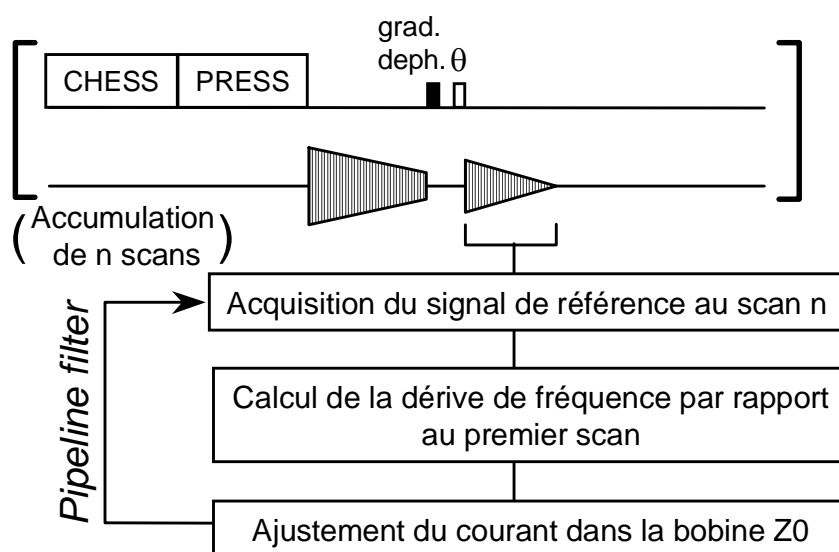 grad.
deph. θ
CHESS PRESS
(Accumulation
de n scans)
Acquisition du signal de référence au scan n
Pipeline filter
Calcul de la dérive de fréquence par rapport
au premier scan
Ajustement du courant dans la bobine Z0